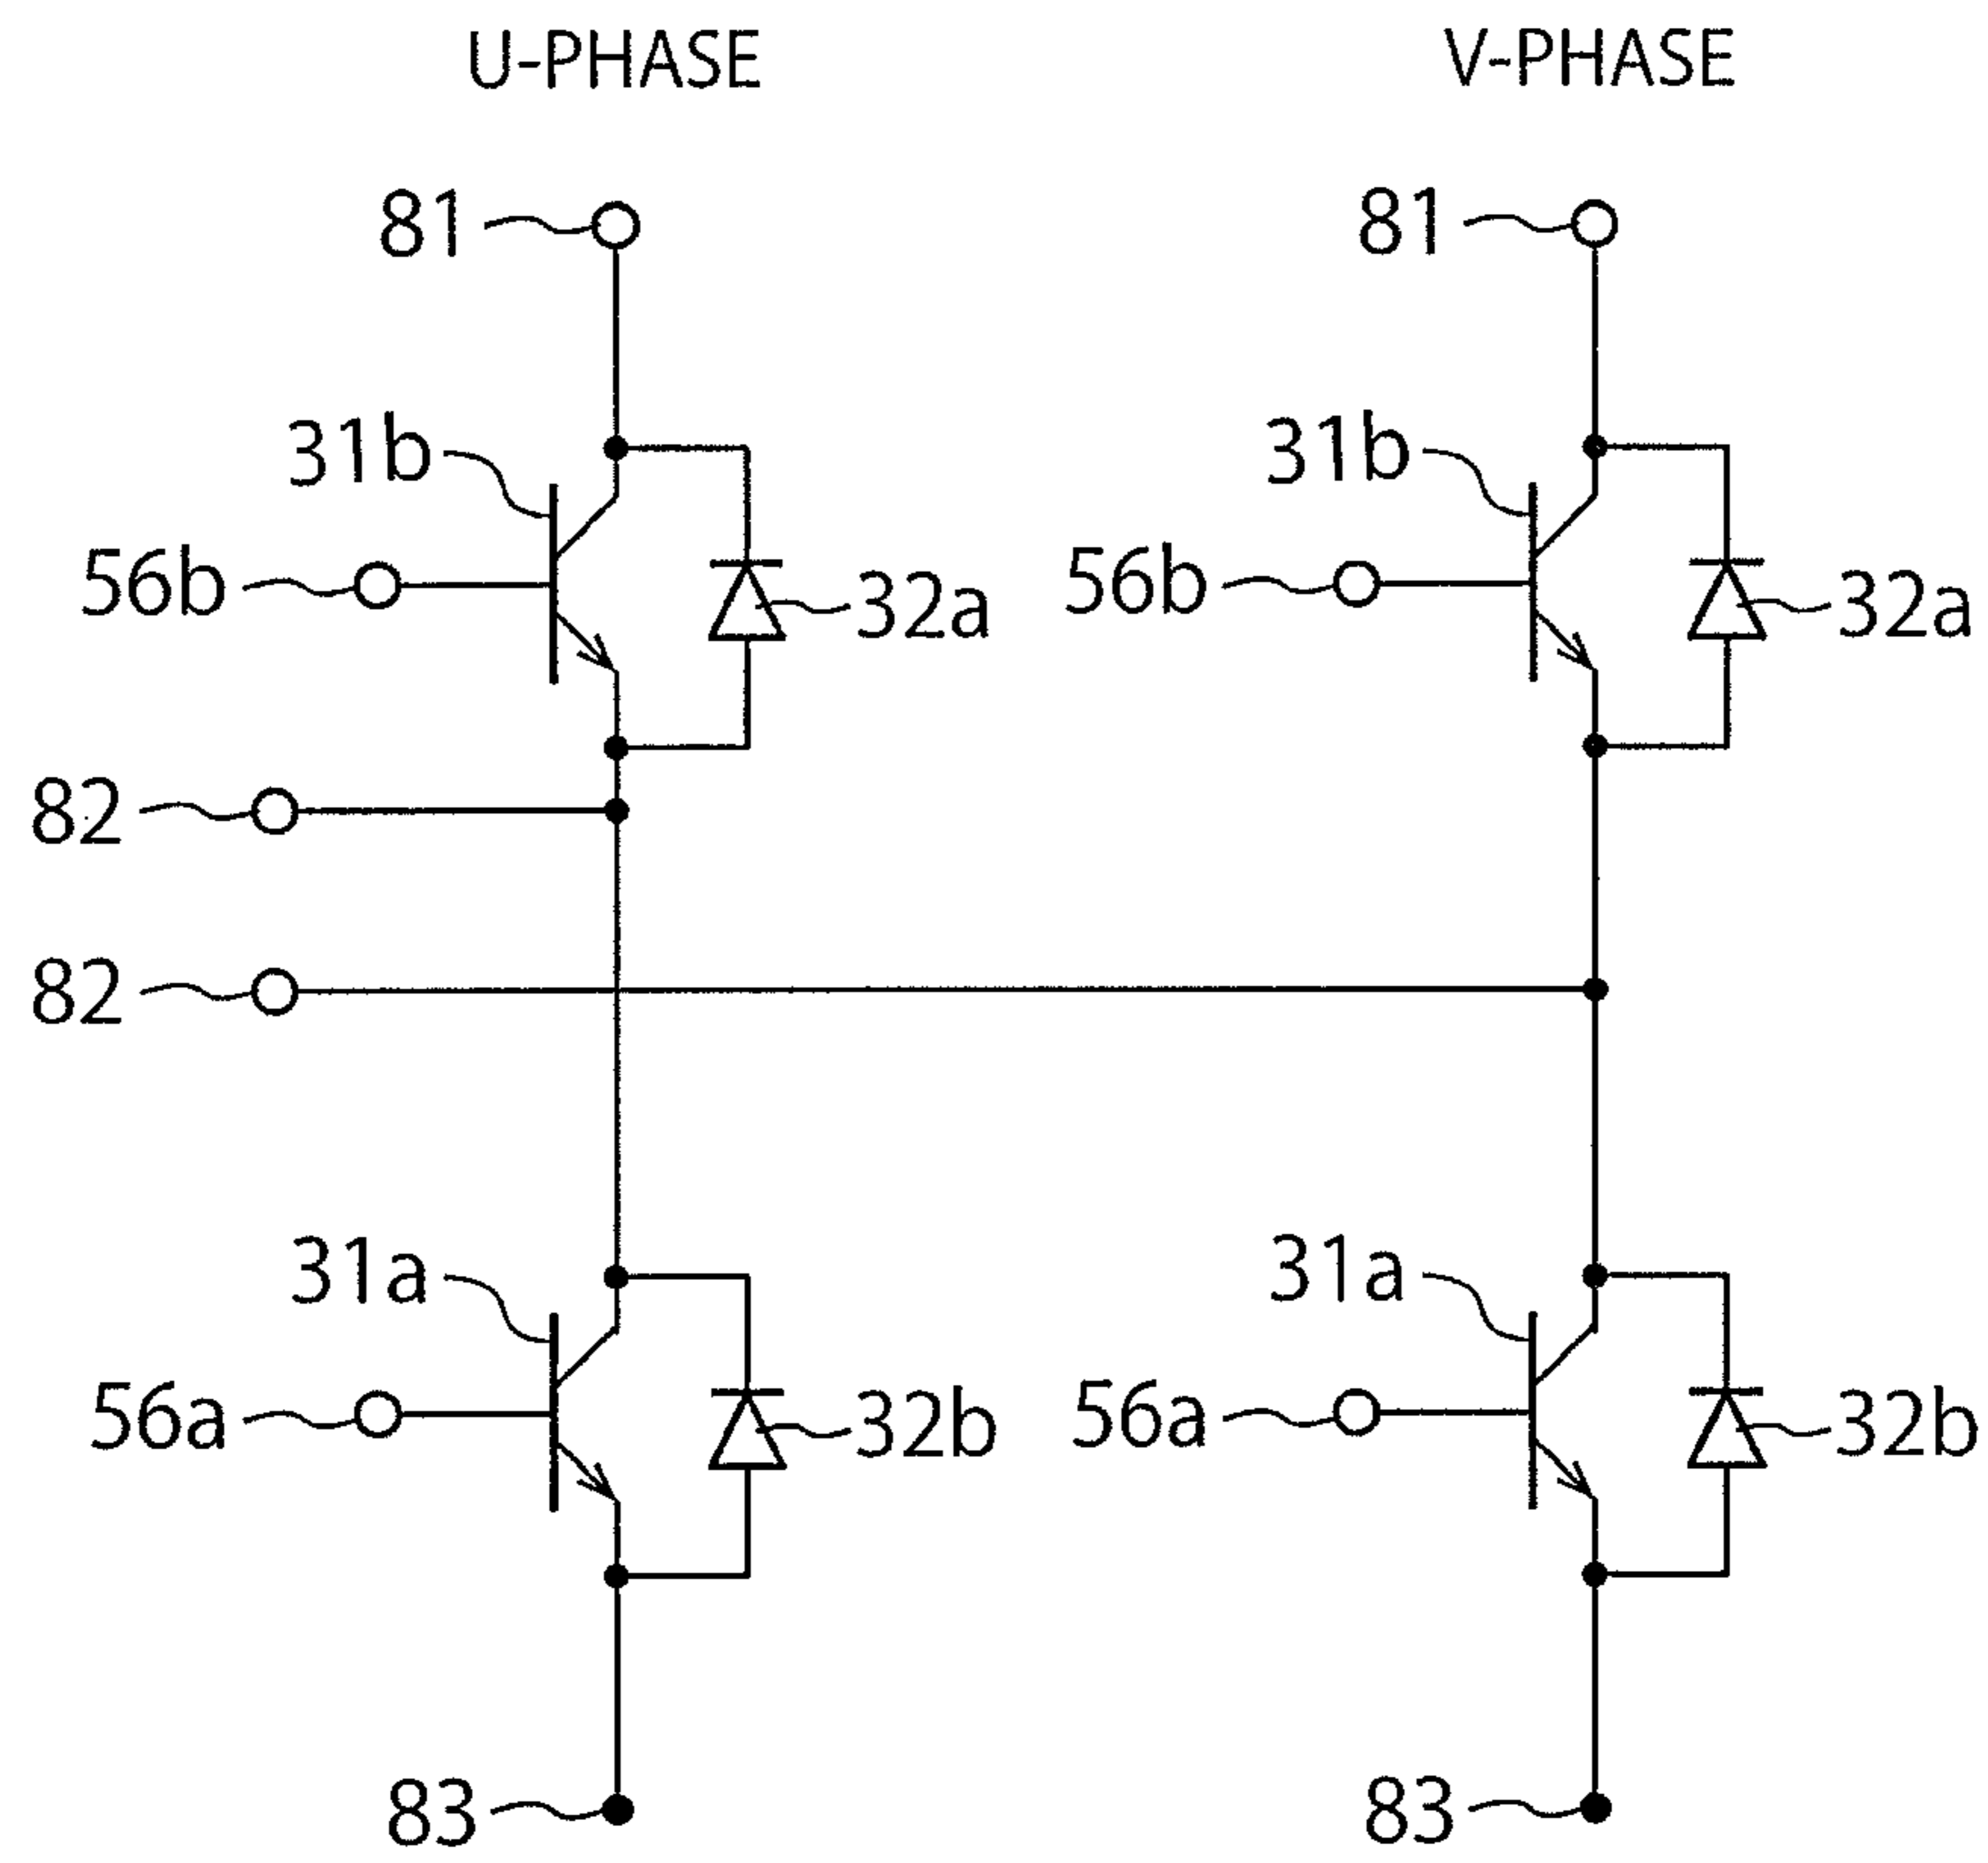 U-PHASE V-PHASE
81 81
31b 31b
56b 32a 56b 32a
82
82
31a 31a
56a 32b 56a 32b
83 83